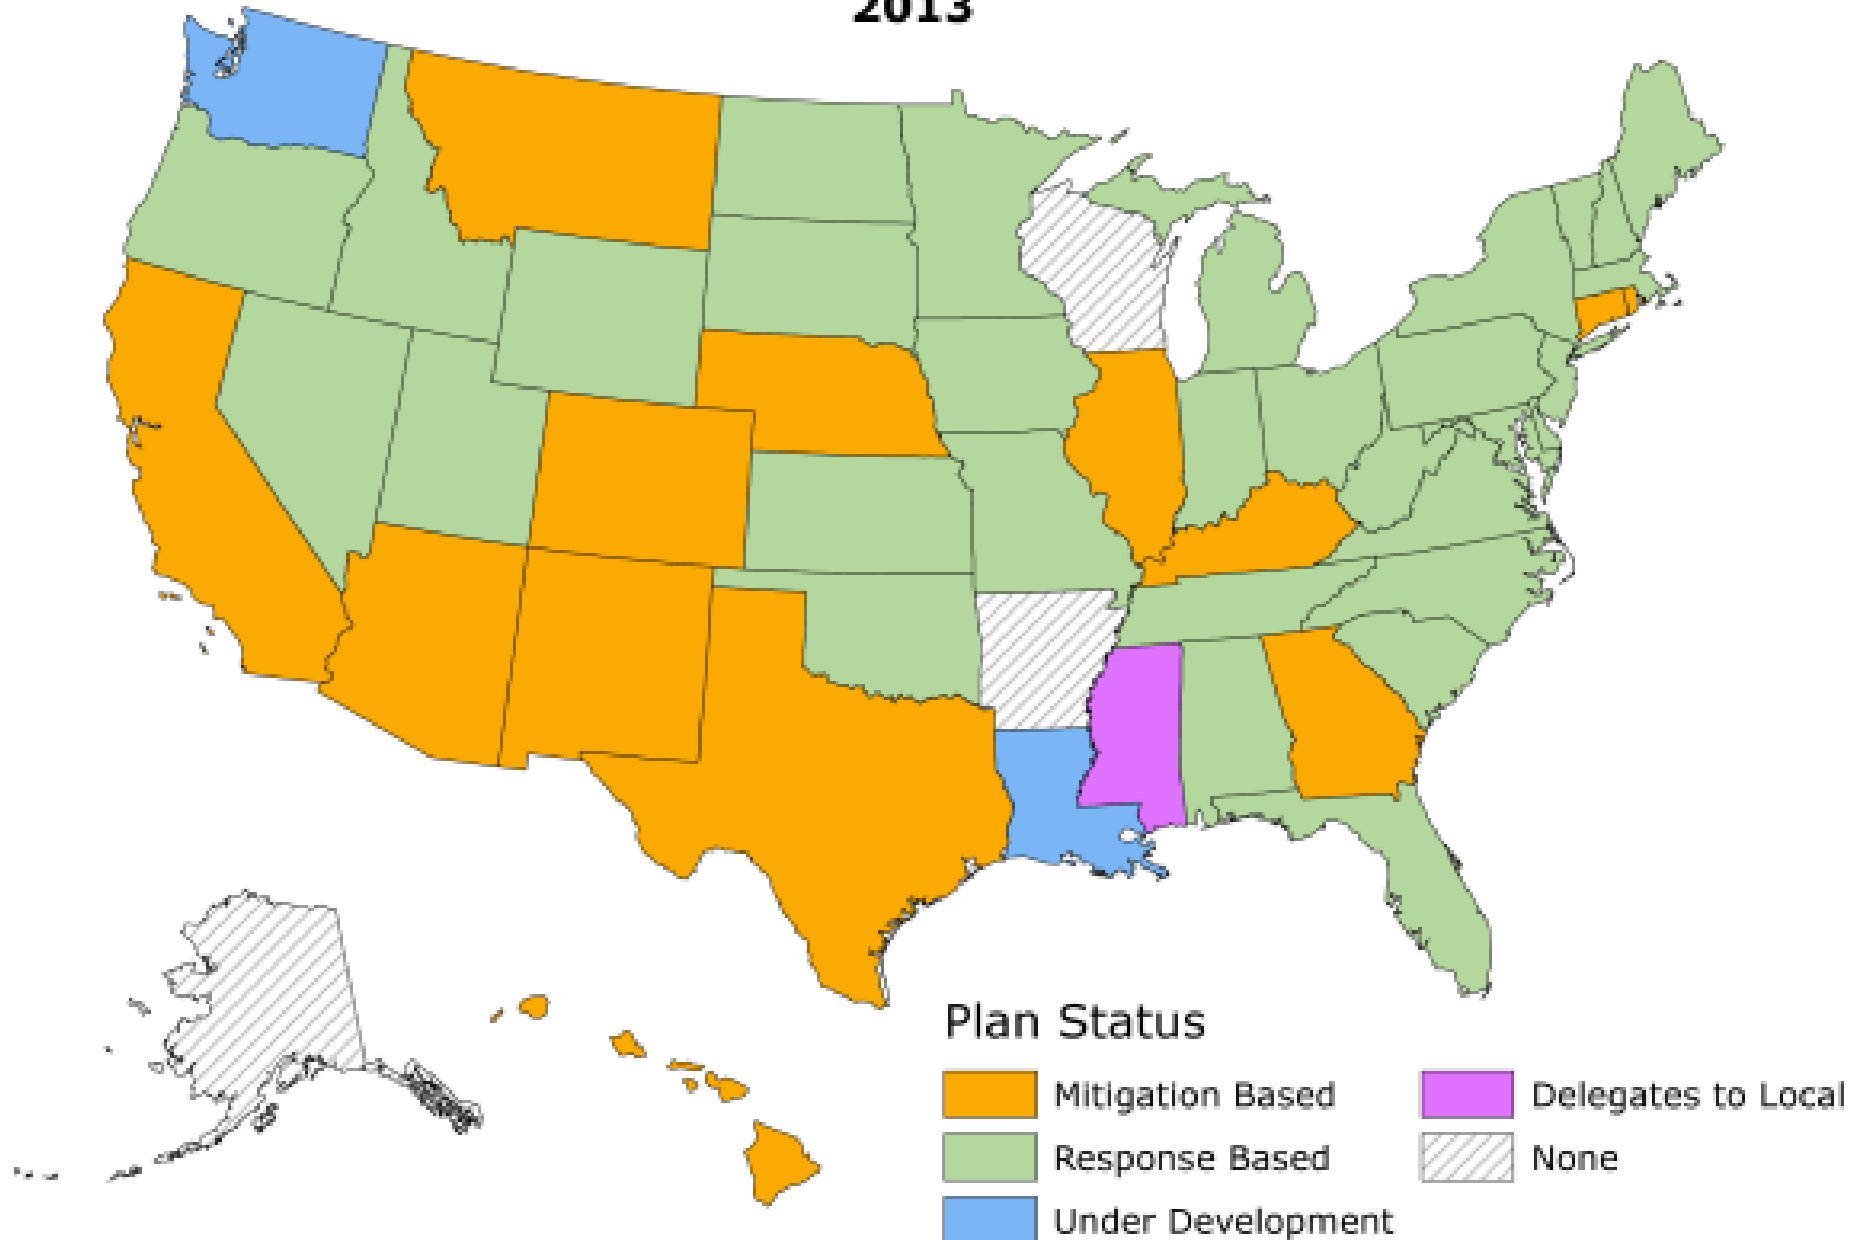 2013
Plan Status
Mitigation Based
Delegates to Local
Response Based
None
Under Development